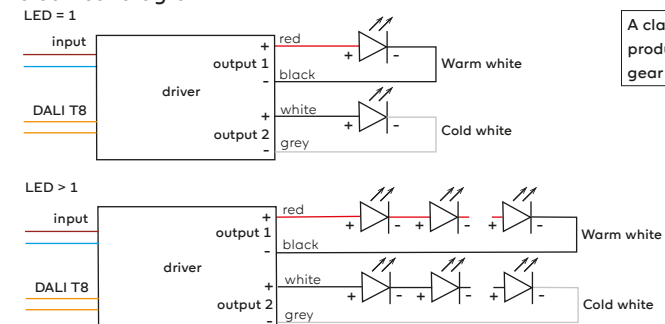 LED = 1
input
DALI T8
driver
+
output 1
-
+
output 2
-
red
black
white
grey
+ -
Warm white
+ -
Cold white
A cla
produ
gear
LED > 1
input
DALI T8
driver
+
output 1
-
+
output 2
-
red
black
white
grey
+ - + - + -
Warm white
+ - + - + -
Cold white